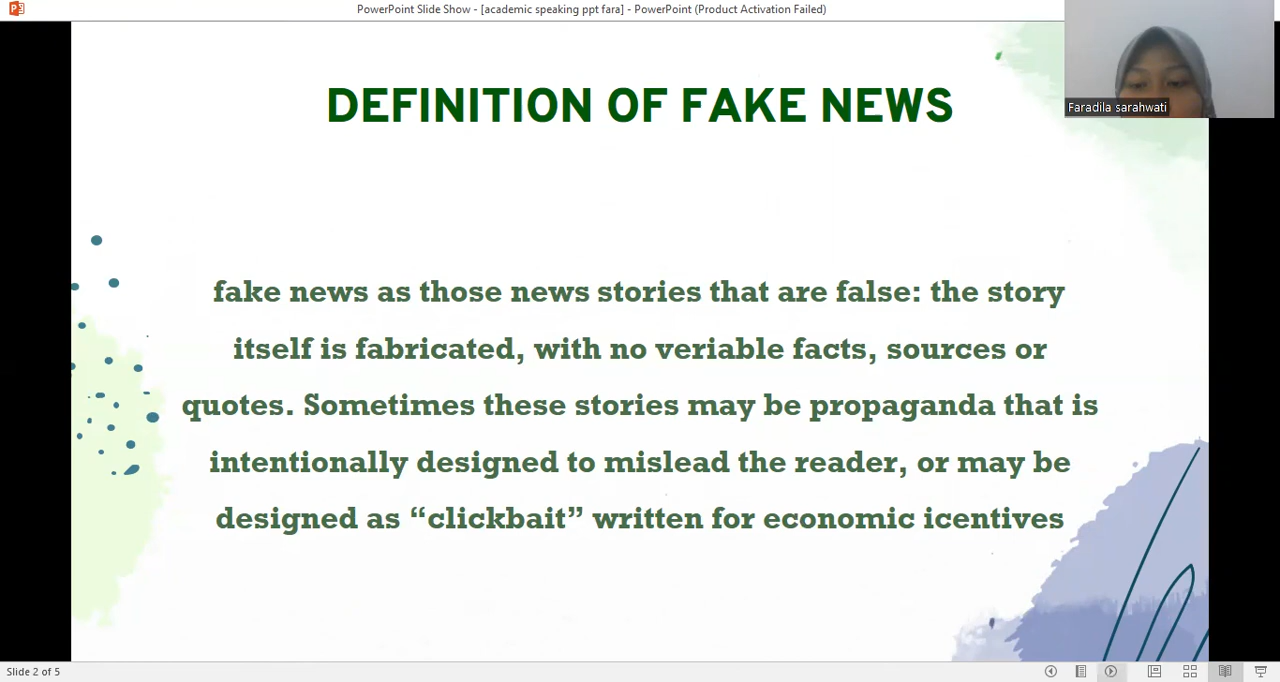 PowerPoint Slide Show - [academic speaking ppt fara] - PowerPoint (Product Activation Failed)
Faradila sarahwati
DEFINITION OF FAKE NEWS
fake news as those news stories that are false: the story
itself is fabricated, with no veriable facts, sources or
quotes. Sometimes these stories may be propaganda that is
intentionally designed to mislead the reader, or may be
designed as “clickbait” written for economic icentives
Slide 2 of 5